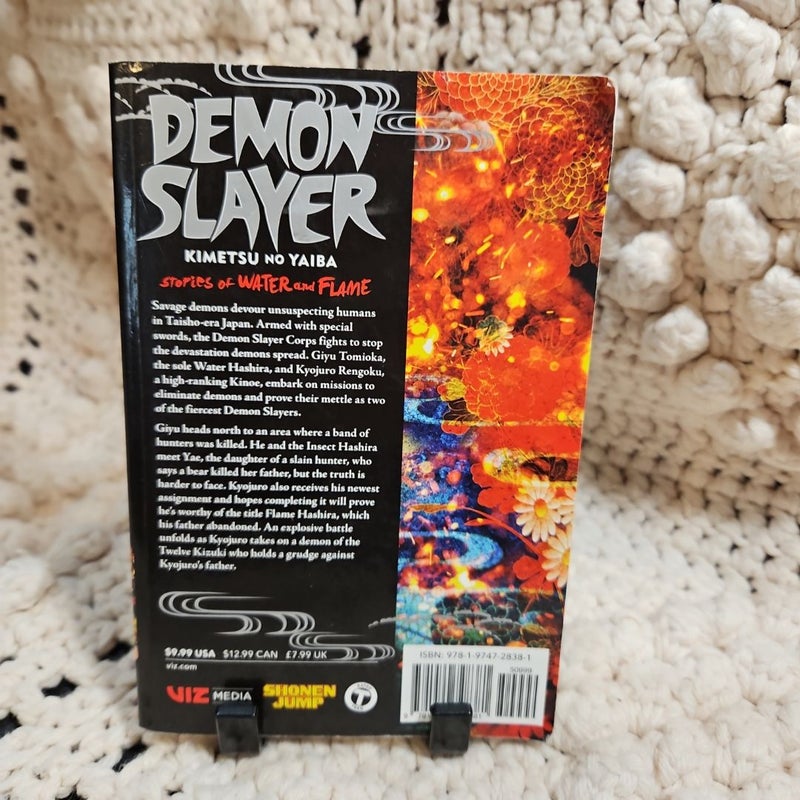 DEMON
SLAYER
KIMETSU NO YAIBA
stories of WATER and FLAME
Savage demons devour unsuspecting humans
in Taisho-era Japan. Armed with special
swords, the Demon Slayer Corps fights to stop
the devastation demons spread. Giyu Tomioka,
the sole Water Hashira, and Kyojuro Rengoku,
a high-ranking Kinoe, embark on missions to
eliminate demons and prove their mettle as two
of the fiercest Demon Slayers.
Giyu heads north to an area where a band of
hunters was killed. He and the Insect Hashira
meet Yae, the daughter of a slain hunter, who
says a bear killed her father, but the truth is
harder to face. Kyojuro also receives his newest
assignment and hopes completing it will prove
he's worthy of the title Flame Hashira, which
his father abandoned. An explosive battle
unfolds as Kyojuro takes on a demon of the
Twelve Kizuki who holds a grudge against
Kyojuro's father.
$9.99 USA $12.99 CAN £7.99 UK
viz.com
VIZ MEDIA
SHONEN
JUMP
T
ISBN: 978-1-9747-2838-1
50999